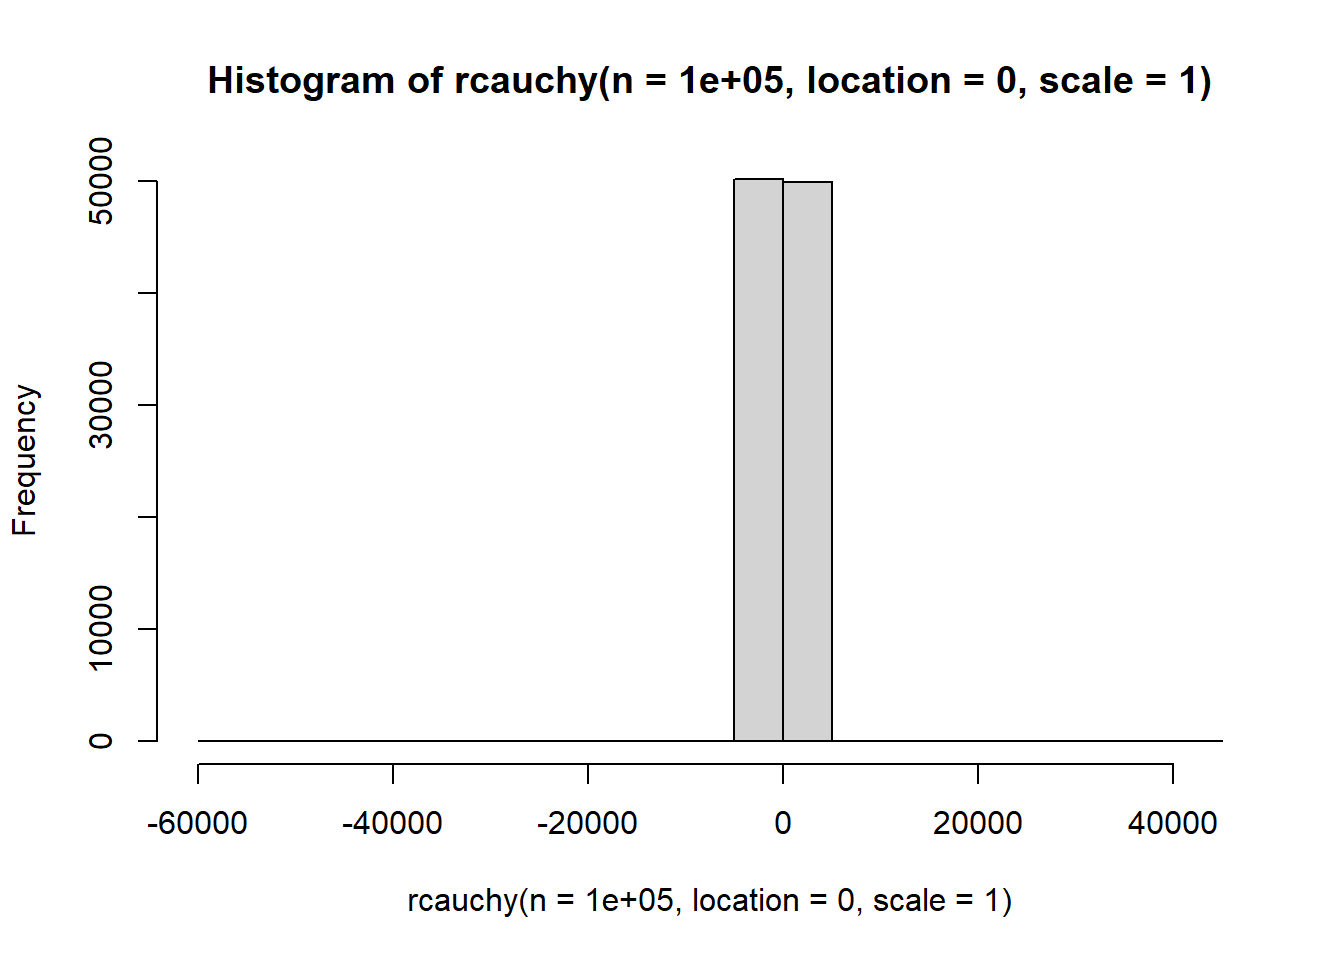 Histogram of rcauchy(n = 1e+05, location = 0, scale = 1)
Frequency
50000
30000
10000
0
-60000 -40000 -20000 0 20000 40000
rcauchy(n = 1e+05, location = 0, scale = 1)